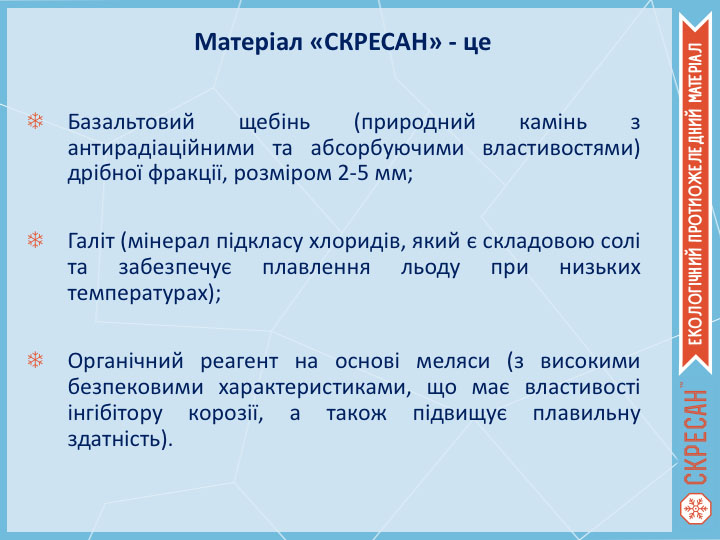 Матеріал «СКРЕСАН» - це
Базальтовий щебінь (природний камінь з
антирадіаційними та абсорбуючими властивостями)
дрібної фракції, розміром 2-5 мм;
Галіт (мінерал підкласу хлоридів, який є складовою солі
та забезпечує плавлення льоду при низьких
температурах);
Органічний реагент на основі меляси (з високими
безпековими характеристиками, що має властивості
інгібітору корозії, а також підвищує плавильну
здатність).
ЕКОЛОГІЧНИЙ ПРОТИОЖЕЛЕДНИЙ МАТЕРІАЛ
СКРЕСАН™